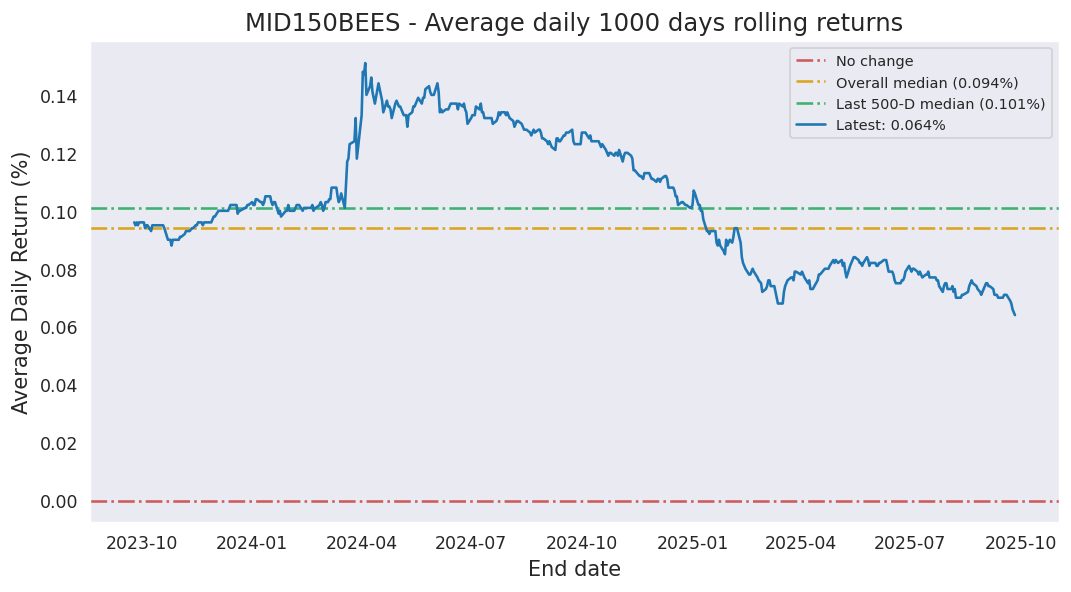 MID150BEES - Average daily 1000 days rolling returns
No change
Overall median (0.094%)
Last 500-D median (0.101%)
Latest: 0.064%
Average Daily Return (%)
0.14
0.12
0.10
0.08
0.06
0.04
0.02
0.00
2023-10 2024-01 2024-04 2024-07 2024-10 2025-01 2025-04 2025-07 2025-10
End date